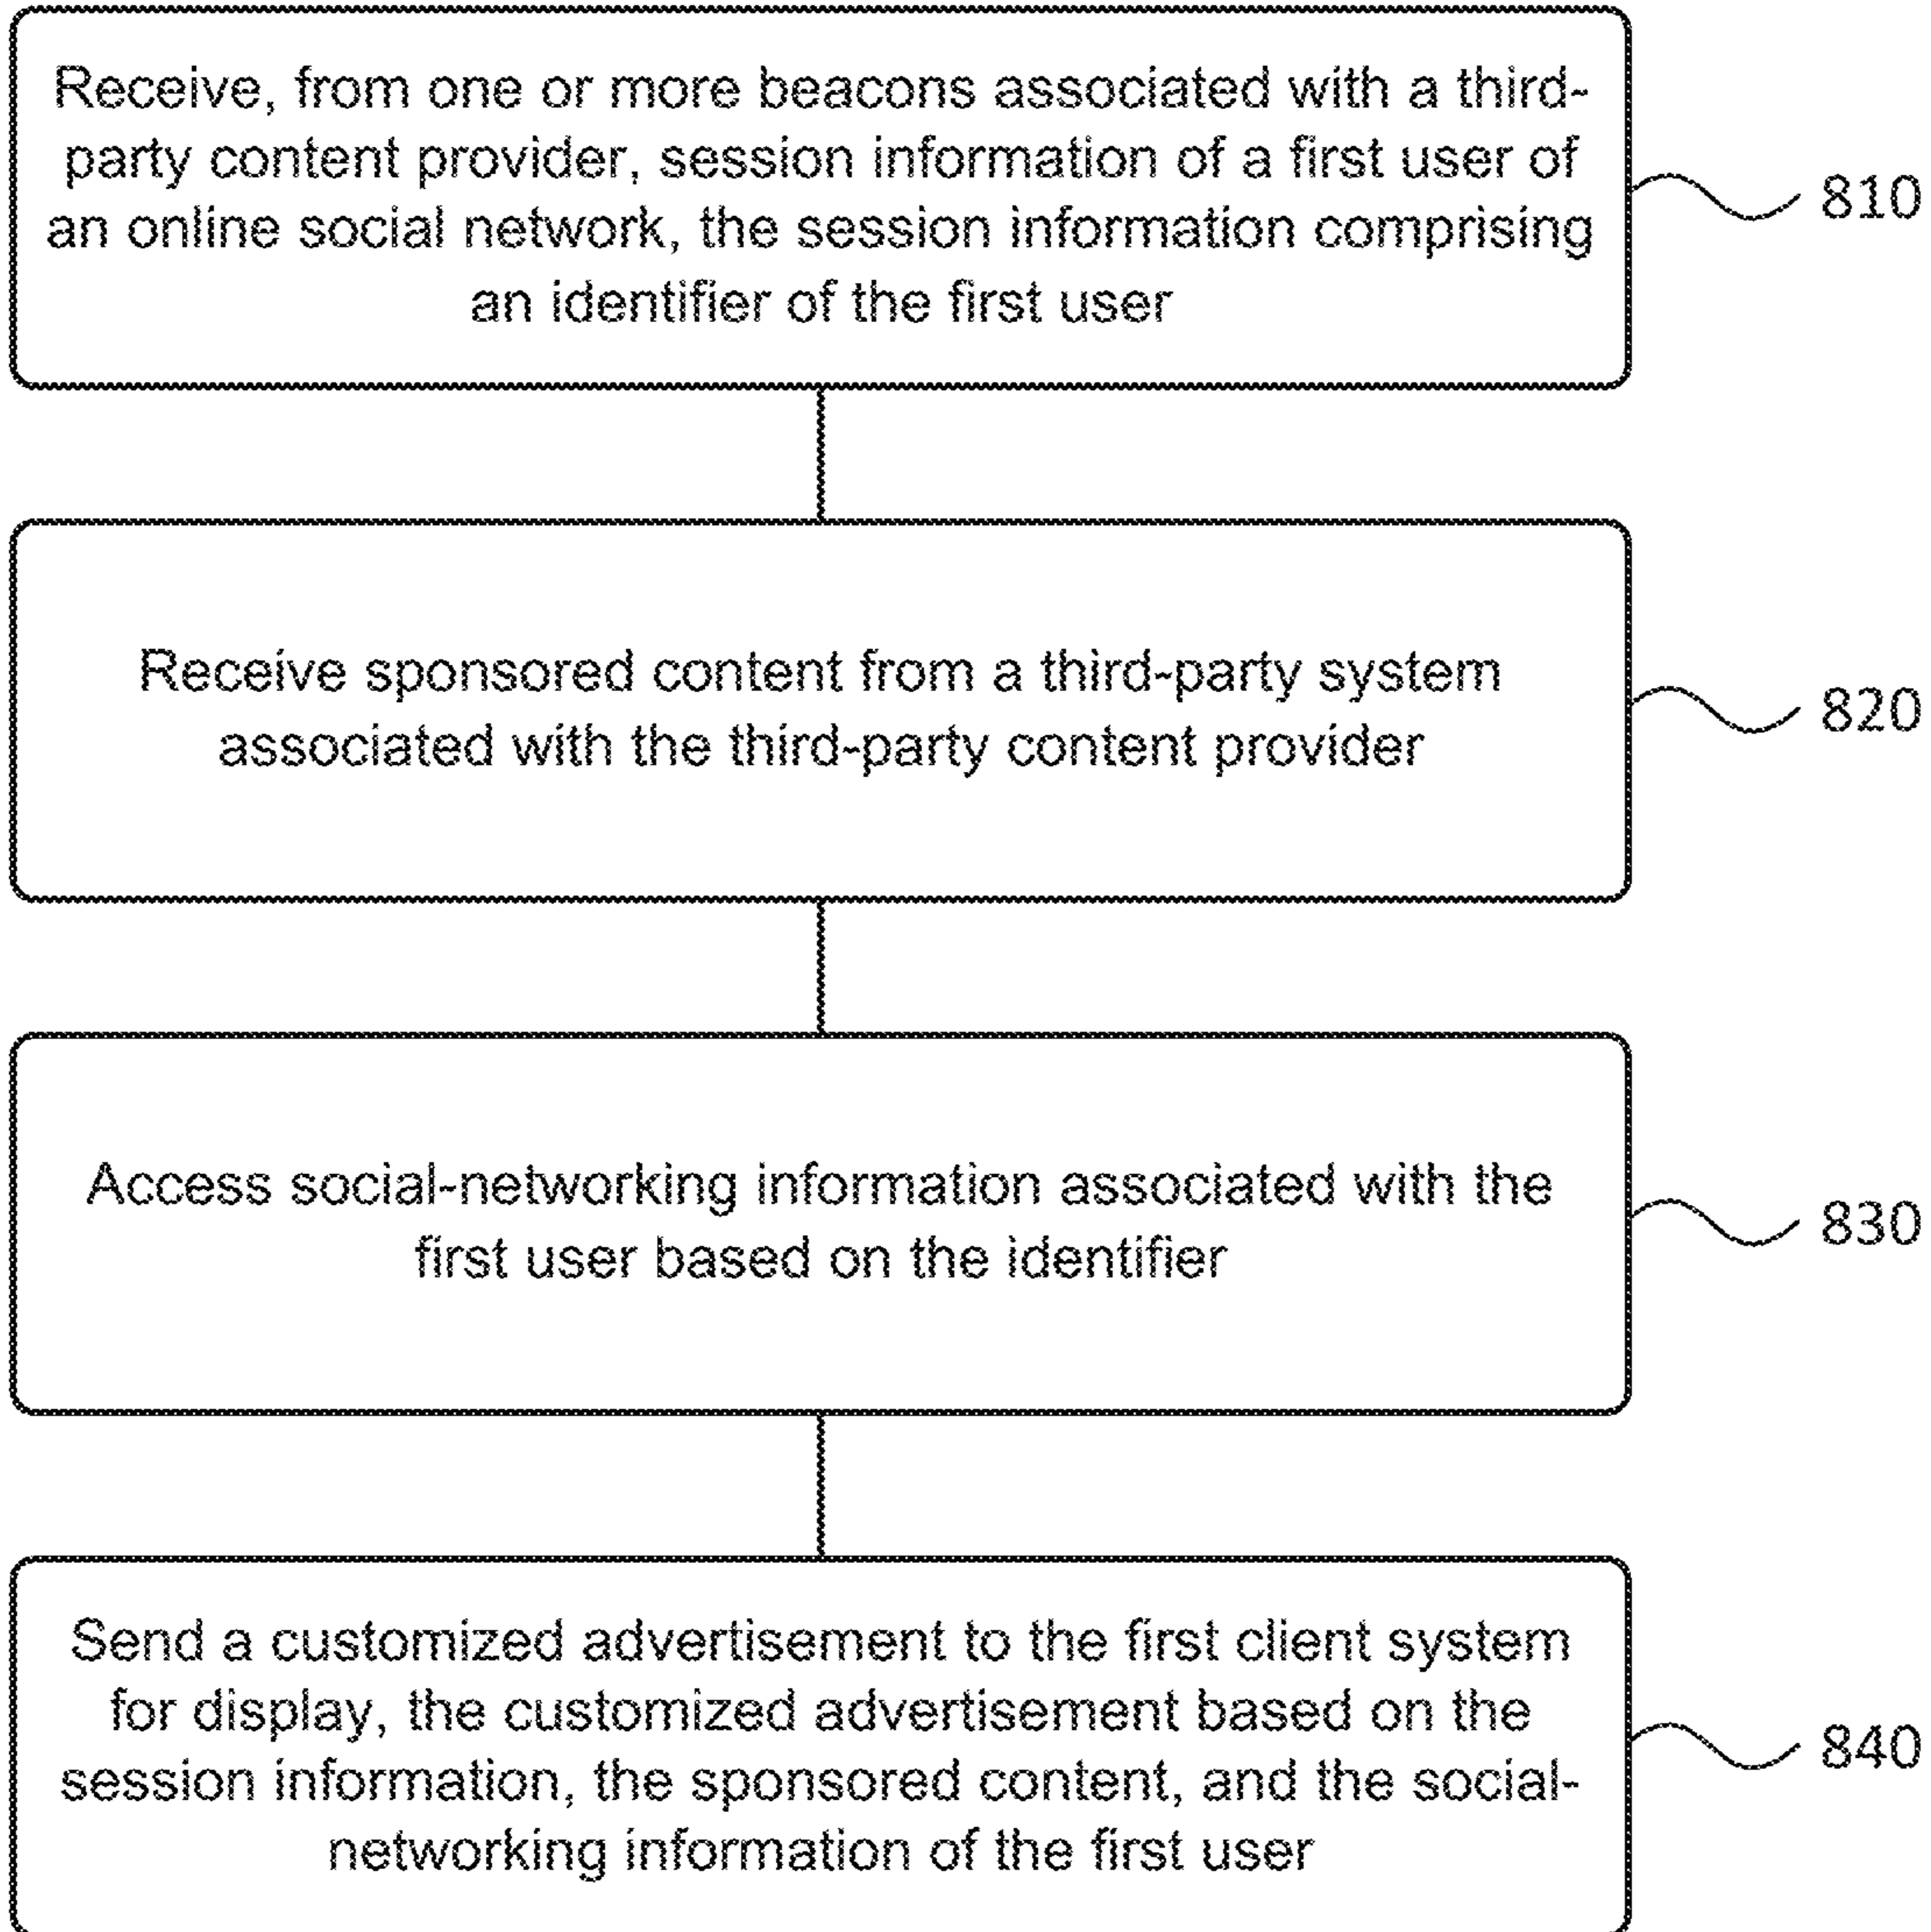 Receive, from one or more beacons associated with a third-
party content provider, session information of a first user of
an online social network, the session information comprising
an identifier of the first user
810
Receive sponsored content from a third-party system
associated with the third-party content provider
820
Access social-networking information associated with the
first user based on the identifier
830
Send a customized advertisement to the first client system
for display, the customized advertisement based on the
session information, the sponsored content, and the social-
networking information of the first user
840